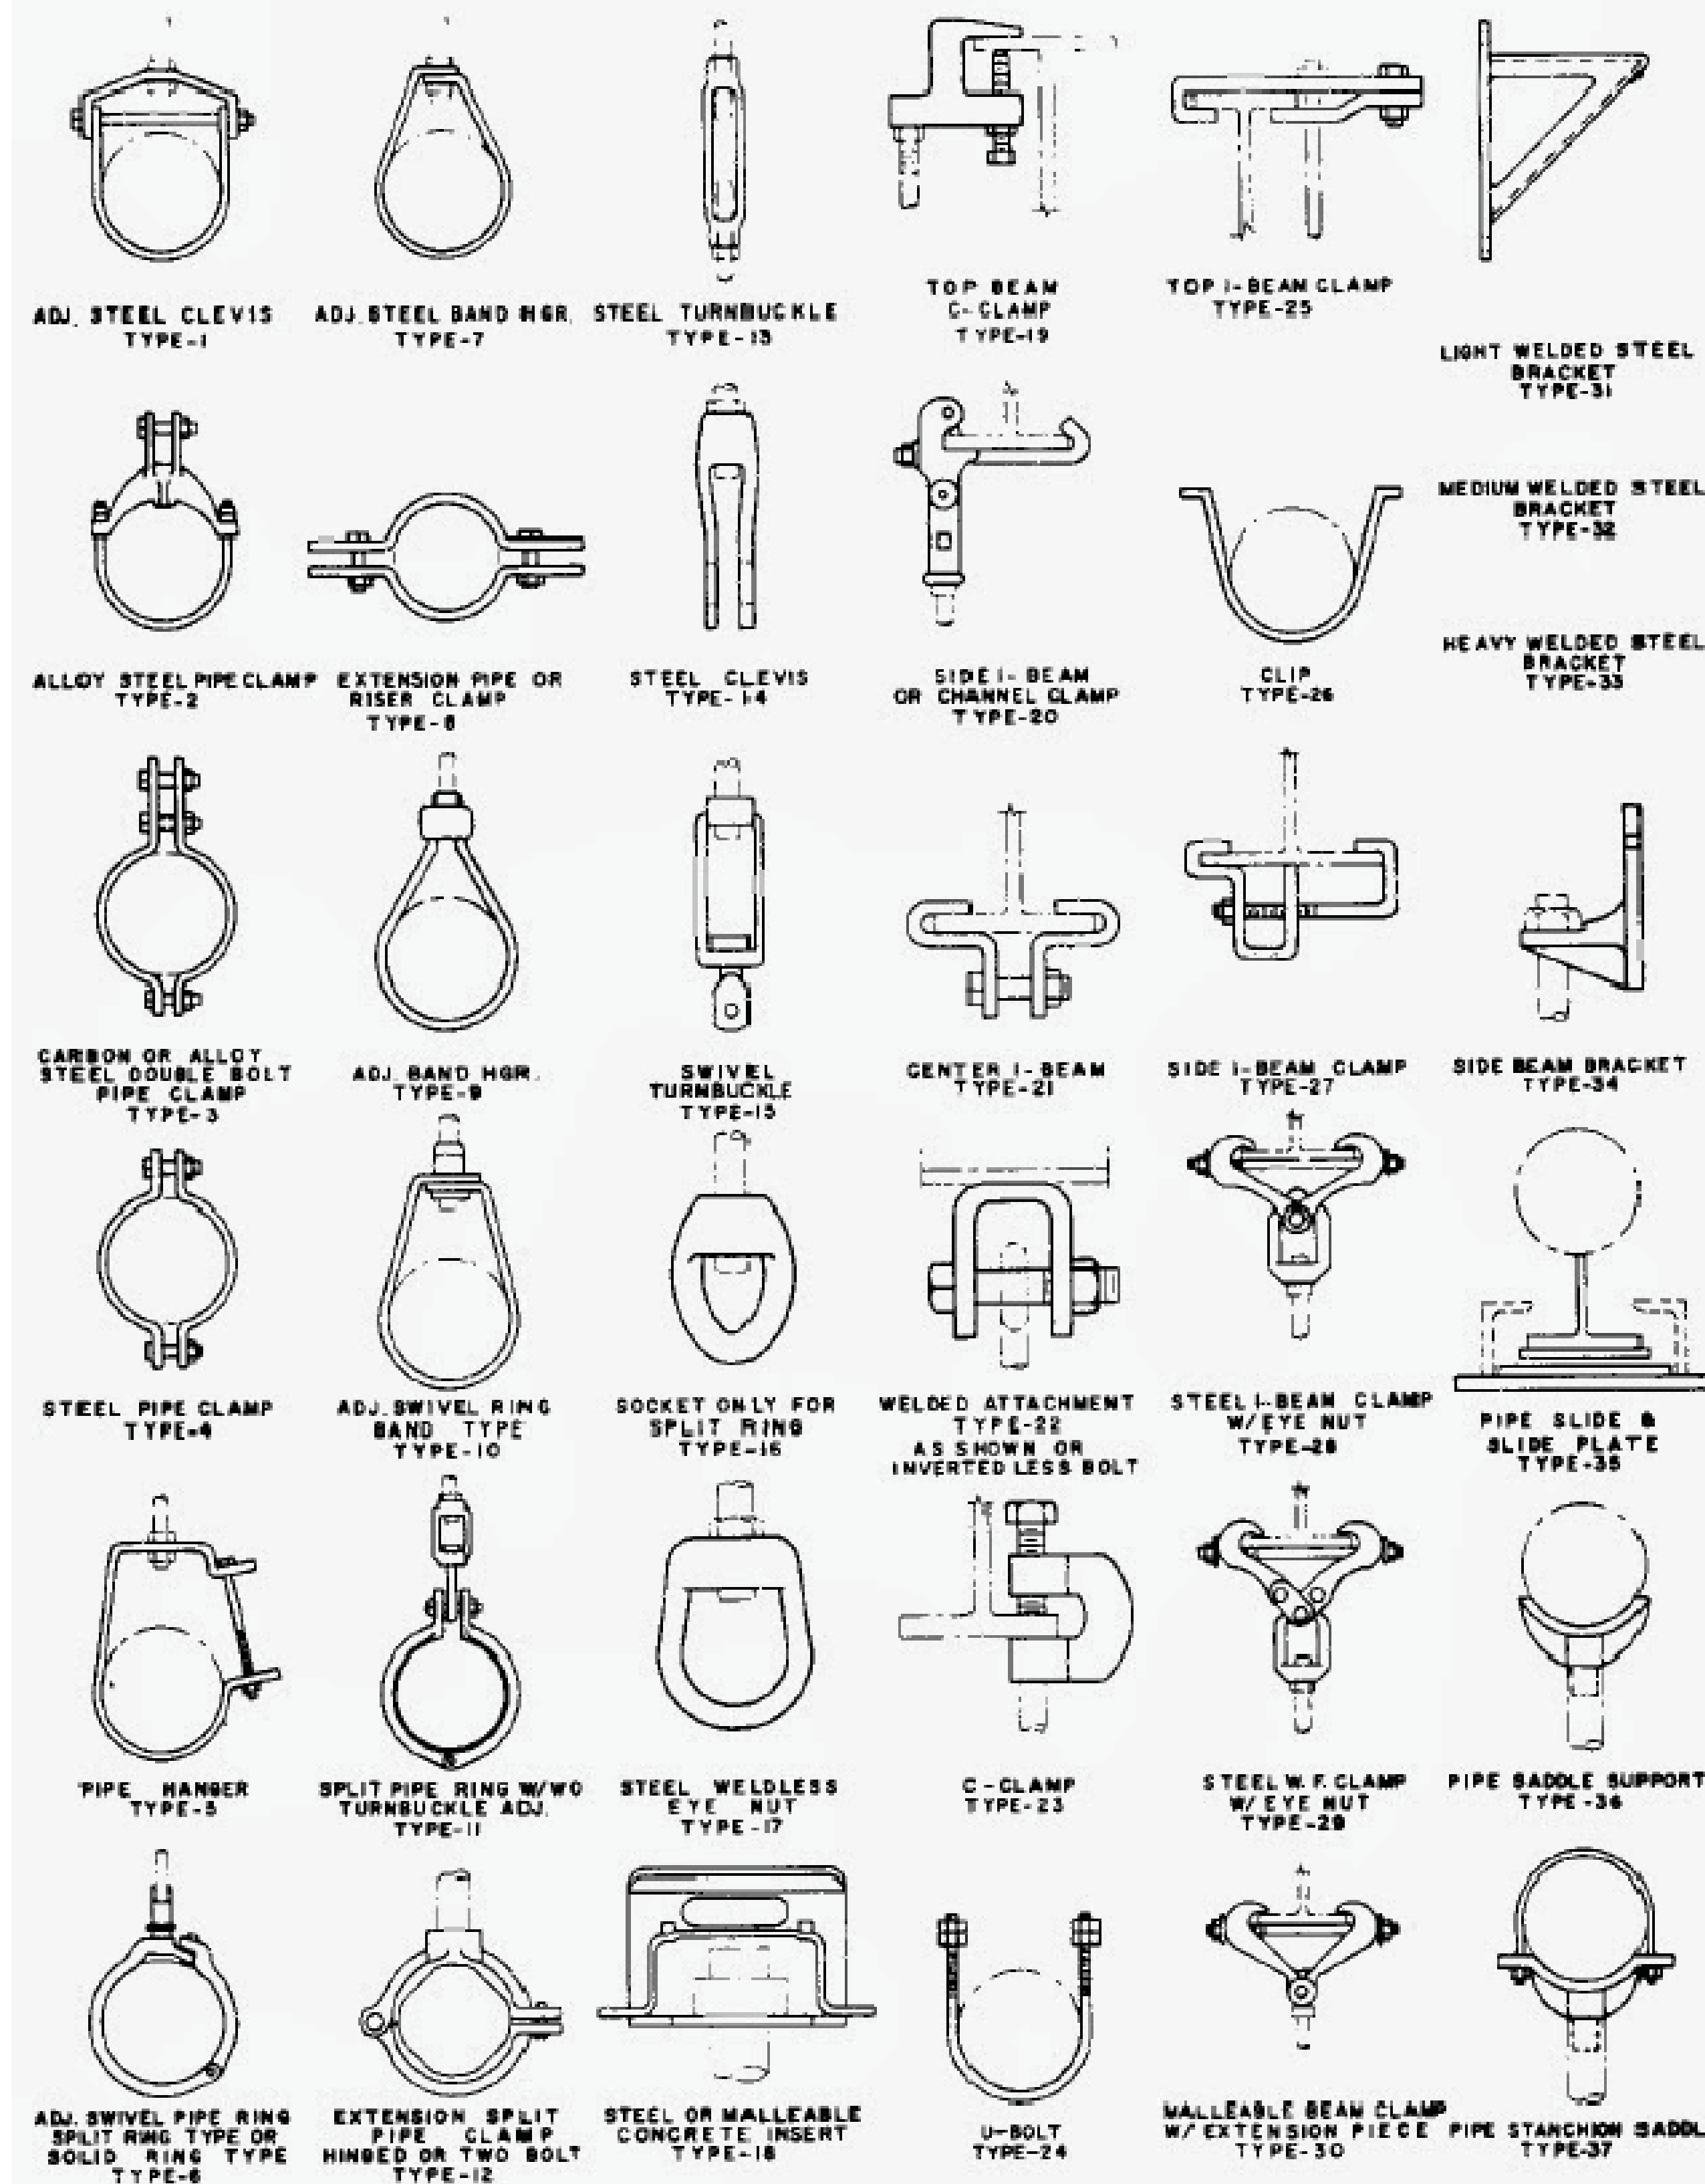 ADJ. STEEL CLEVIS
TYPE-1
ADJ. STEEL BAND HGR.
TYPE-7
STEEL TURNBUCKLE
TYPE-13
TOP BEAM
C-CLAMP
TYPE-19
TOP I-BEAM CLAMP
TYPE-25
LIGHT WELDED STEEL
BRACKET
TYPE-31
ALLOY STEEL PIPE CLAMP
TYPE-2
EXTENSION PIPE OR
RISER CLAMP
TYPE-8
STEEL CLEVIS
TYPE-14
SIDE I-BEAM
OR CHANNEL CLAMP
TYPE-20
CLIP
TYPE-26
MEDIUM WELDED STEEL
BRACKET
TYPE-32
HEAVY WELDED STEEL
BRACKET
TYPE-33
CARBON OR ALLOY
STEEL DOUBLE BOLT
PIPE CLAMP
TYPE-3
ADJ. BAND HGR.
TYPE-9
SWIVEL
TURNBUCKLE
TYPE-15
CENTER I-BEAM
TYPE-21
SIDE I-BEAM CLAMP
TYPE-27
SIDE BEAM BRACKET
TYPE-34
STEEL PIPE CLAMP
TYPE-4
ADJ. SWIVEL RING
BAND TYPE
TYPE-10
SOCKET ONLY FOR
SPLIT RING
TYPE-16
WELDED ATTACHMENT
TYPE-22
AS SHOWN OR
INVERTED LESS BOLT
STEEL I-BEAM CLAMP
W/EYE NUT
TYPE-28
PIPE SLIDE &
SLIDE PLATE
TYPE-35
PIPE HANGER
TYPE-5
SPLIT PIPE RING W/WO
TURNBUCKLE ADJ.
TYPE-11
STEEL WELDLESS
EYE NUT
TYPE-17
C-CLAMP
TYPE-23
STEEL W.F. CLAMP
W/ EYE NUT
TYPE-29
PIPE SADDLE SUPPORT
TYPE-36
ADJ. SWIVEL PIPE RING
SPLIT RING TYPE OR
SOLID RING TYPE
TYPE-6
EXTENSION SPLIT
PIPE CLAMP
HINGED OR TWO BOLT
TYPE-12
STEEL OR MALLEABLE
CONCRETE INSERT
TYPE-18
U-BOLT
TYPE-24
MALLEABLE BEAM CLAMP
W/ EXTENSION PIECE
TYPE-30
PIPE STANCHION SADDL
TYPE-37